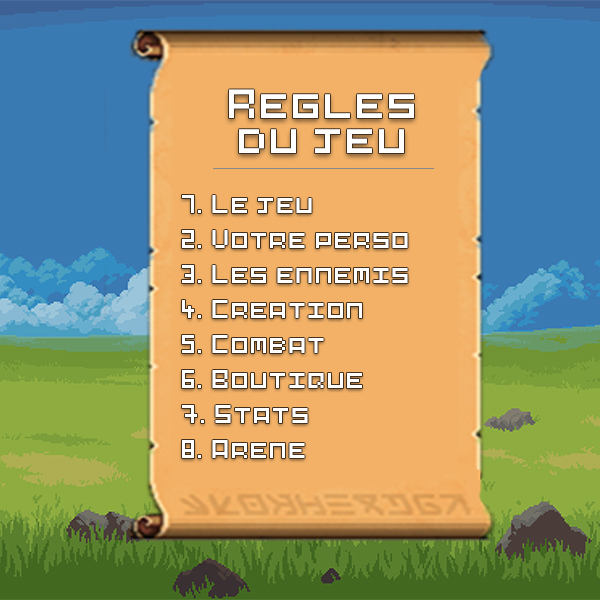 REGLES
DU JEU
1. LE JEU
2. VOTRE PERSO
3. LES ENNEMIS
4. CREATION
5. COMBAT
6. BOUTIQUE
7. STATS
8. ARENE